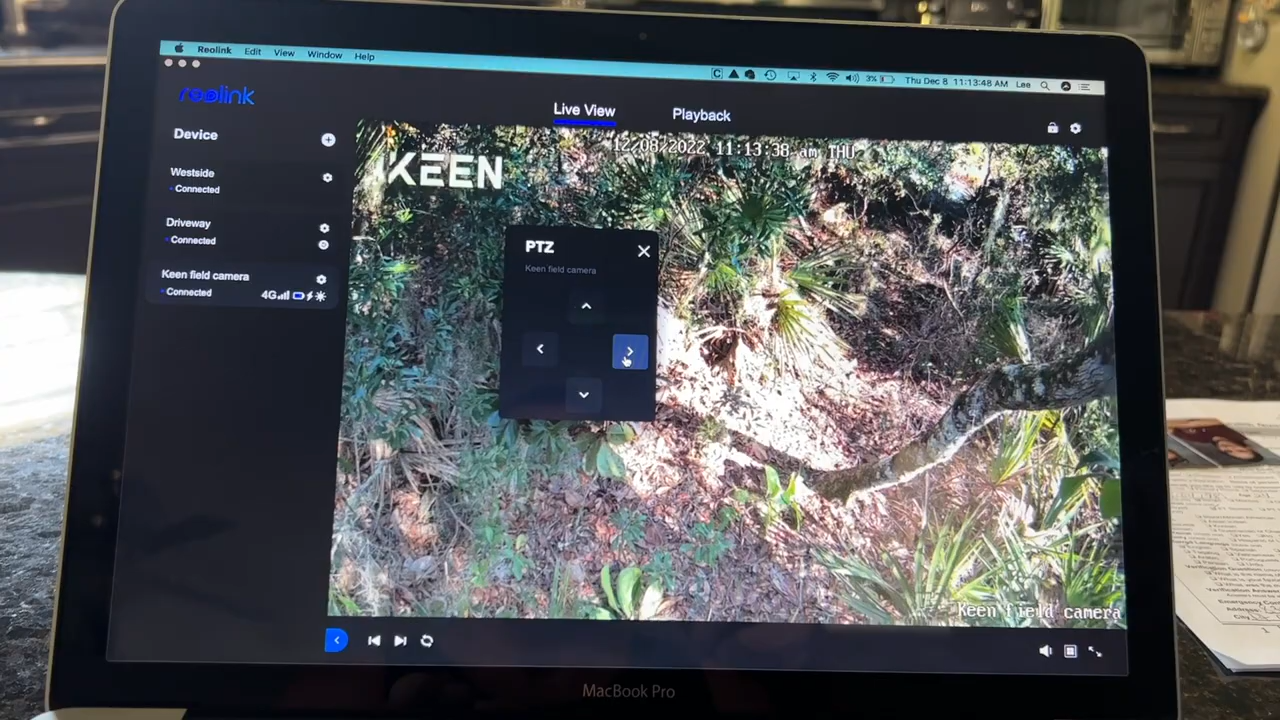 Reolink Edit View Window Help
3% Thu Dec 8 11:13:48 AM Lee
reolink
Live View
Playback
Device
Westside
Connected
Driveway
Connected
Keen field camera
Connected
4G
12/08/2022 11:13:38 am THU
KEEN
PTZ
Keen field camera
Keen field camera
MacBook Pro